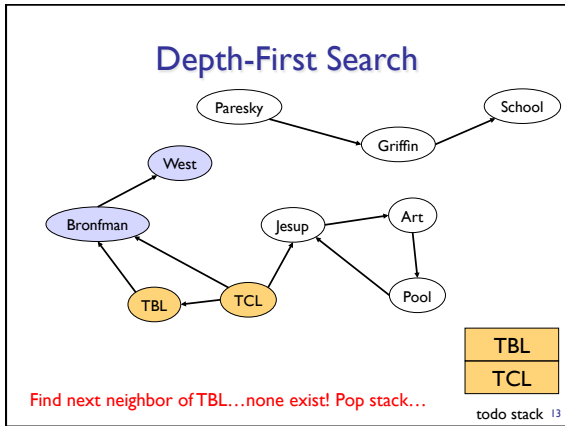 Depth-First Search
Paresky
School
Griffin
West
Bronfman
Jesup
Art
TBL
TCL
Pool
TBL
TCL
Find next neighbor of TBL…none exist! Pop stack…
todo stack 13